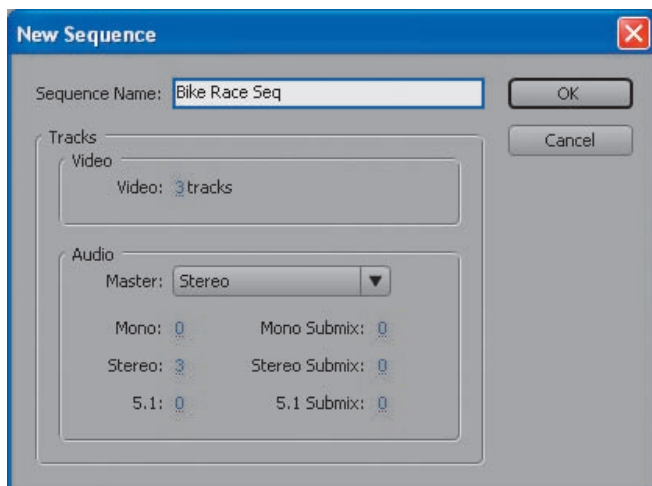 New Sequence
Sequence Name: Bike Race Seq
OK
Cancel
Tracks
Video
Video: 3 tracks
Audio
Master: Stereo
Mono: 0 Mono Submix: 0
Stereo: 3 Stereo Submix: 0
5.1: 0 5.1 Submix: 0